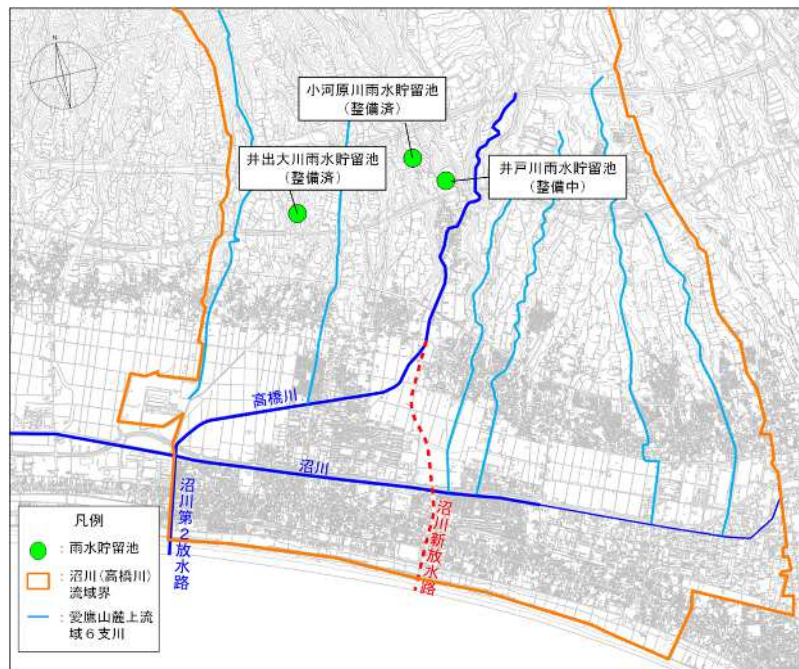 N
小河原川雨水貯留池
(整備済)
井出大川雨水貯留池
(整備済)
井戸川雨水貯留池
(整備中)
高橋川
沼川
沼川第2放水路
沼川新放水路
凡例
：雨水貯留池
：沼川(高橋川)
流域界
：愛鷹山麓上流
域6支川